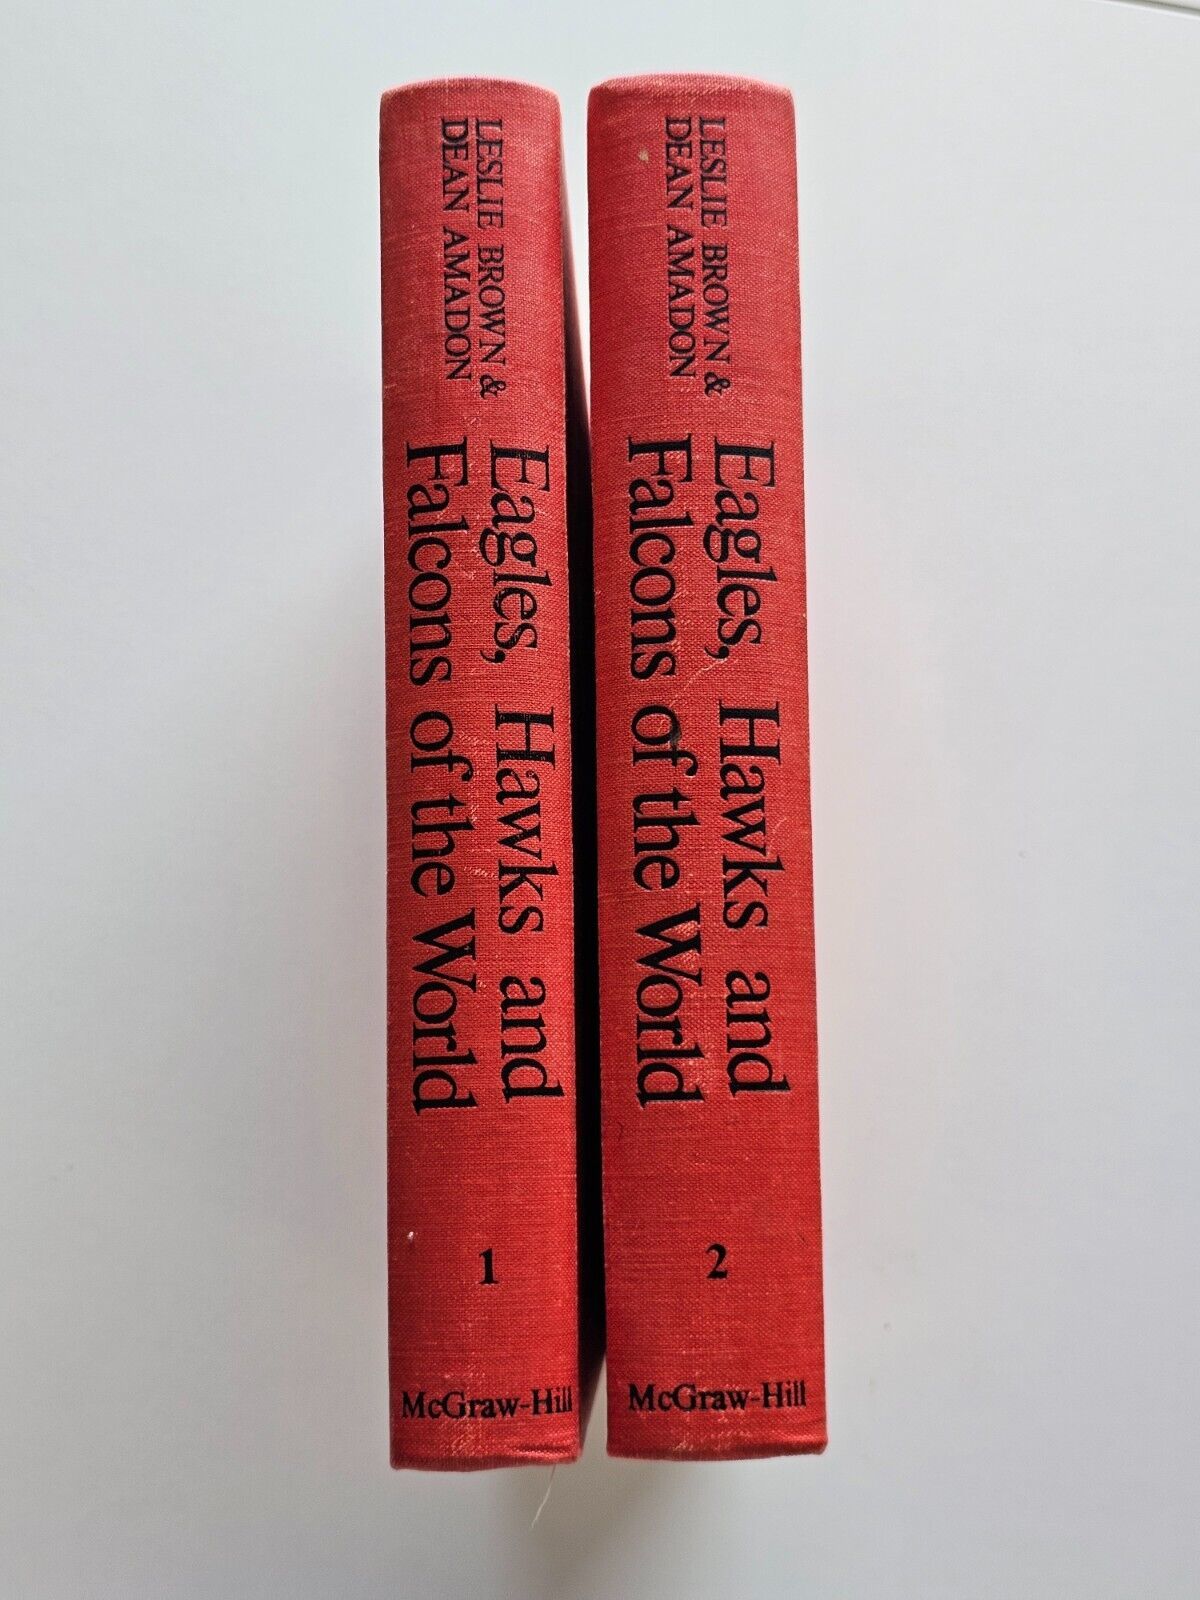 LESLIE BROWN &
DEAN AMADON
Eagles, Hawks and
Falcons of the World
1
McGraw-Hill
LESLIE BROWN &
DEAN AMADON
Eagles, Hawks and
Falcons of the World
2
McGraw-Hill